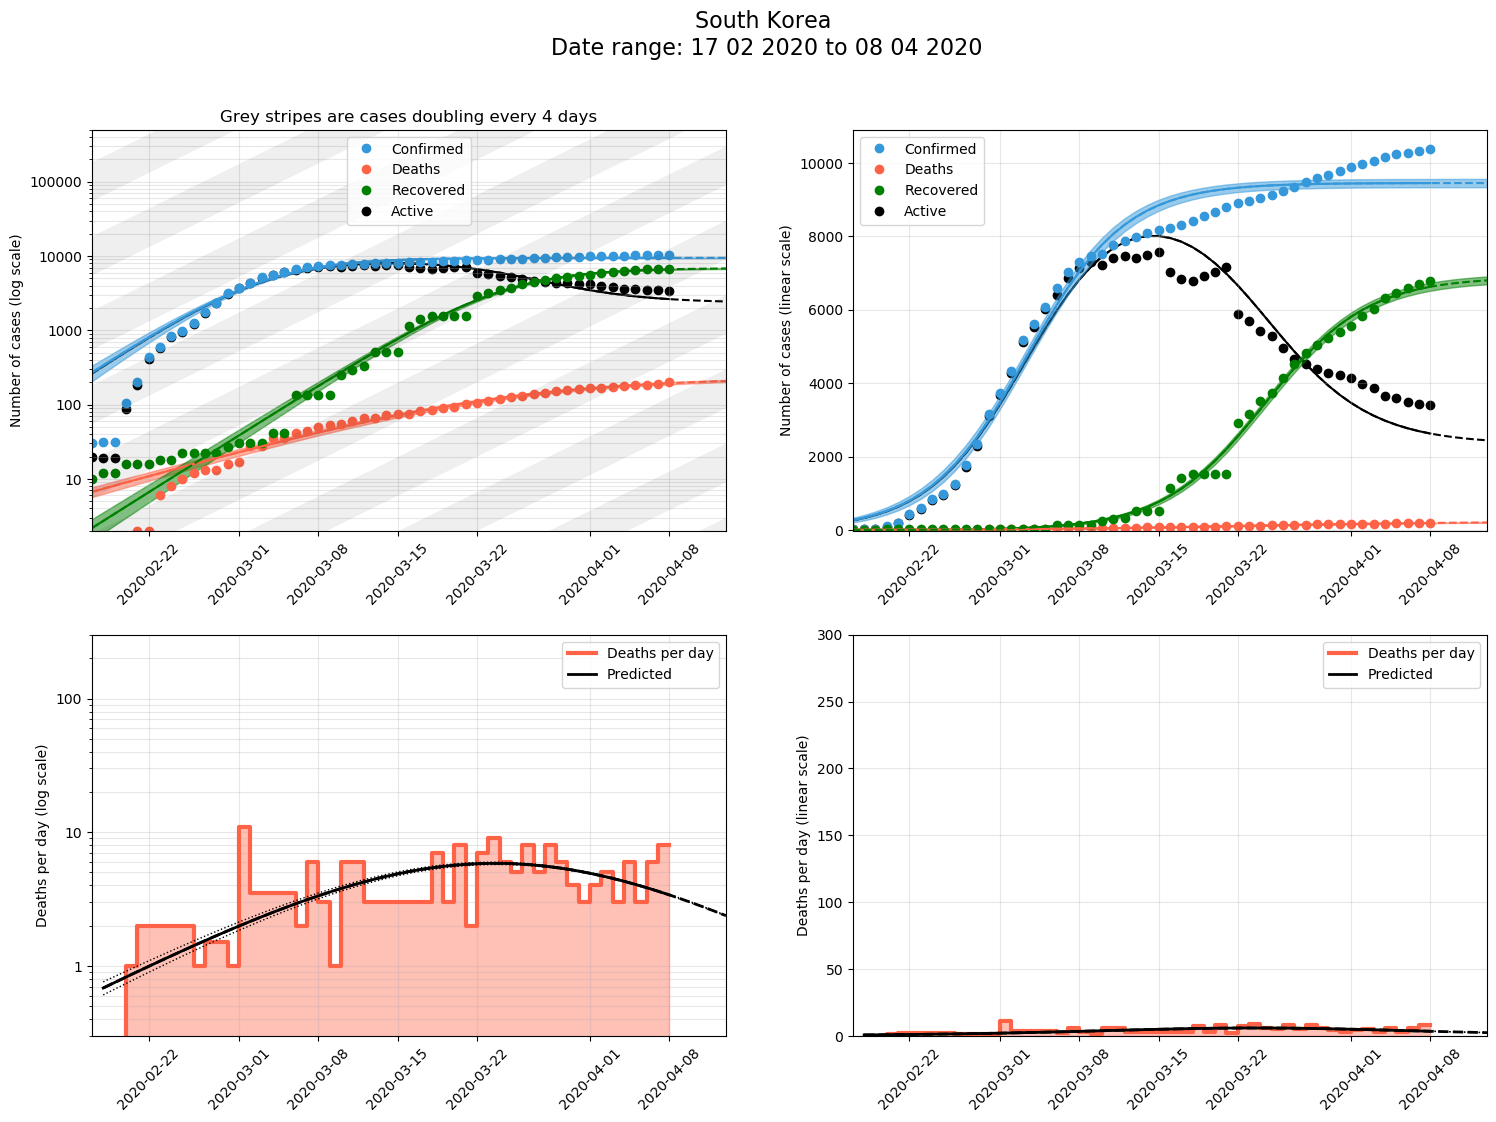 South Korea
Date range: 17 02 2020 to 08 04 2020
Grey stripes are cases doubling every 4 days
Number of cases (log scale)
100000
10000
1000
100
10
Confirmed
Deaths
Recovered
Active
2020-02-22
2020-03-01
2020-03-08
2020-03-15
2020-03-22
2020-04-01
2020-04-08
Number of cases (linear scale)
10000
8000
6000
4000
2000
0
Confirmed
Deaths
Recovered
Active
2020-02-22
2020-03-01
2020-03-08
2020-03-15
2020-03-22
2020-04-01
2020-04-08
Deaths per day (log scale)
100
10
1
Deaths per day
Predicted
2020-02-22
2020-03-01
2020-03-08
2020-03-15
2020-03-22
2020-04-01
2020-04-08
Deaths per day (linear scale)
300
250
200
150
100
50
0
Deaths per day
Predicted
2020-02-22
2020-03-01
2020-03-08
2020-03-15
2020-03-22
2020-04-01
2020-04-08